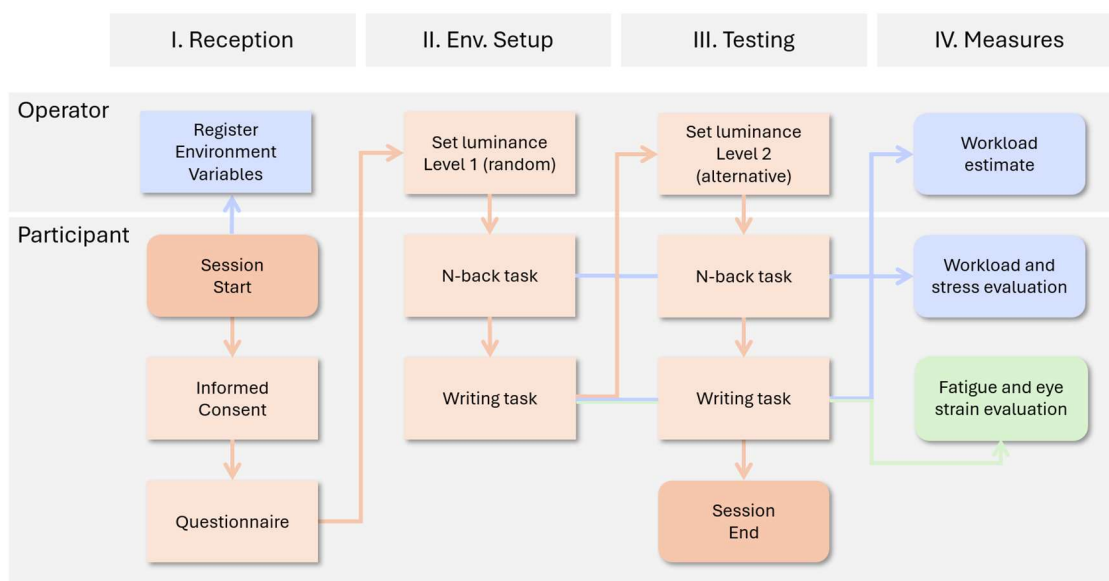 I. Reception
II. Env. Setup
III. Testing
IV. Measures
Operator
Register
Environment
Variables
Set luminance
Level 1 (random)
Set luminance
Level 2
(alternative)
Workload
estimate
Participant
Session
Start
N-back task
N-back task
Workload and
stress evaluation
Informed
Consent
Writing task
Writing task
Fatigue and eye
strain evaluation
Questionnaire
Session
End